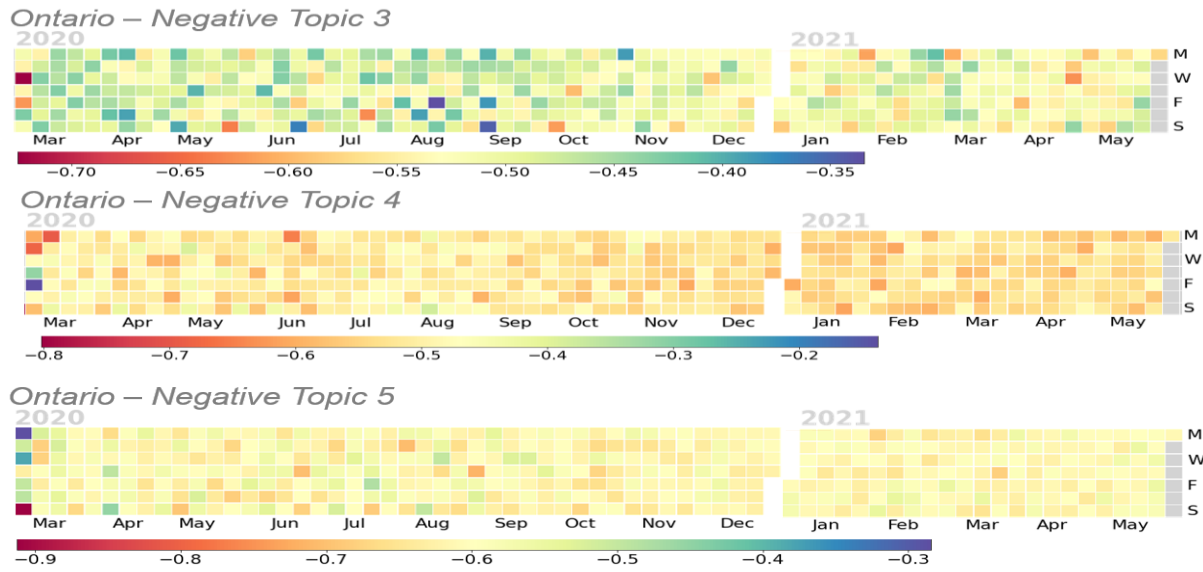 Ontario – Negative Topic 3
2020 2021
M
W
F
S
Mar Apr May Jun Jul Aug Sep Oct Nov Dec Jan Feb Mar Apr May
−0.70 −0.65 −0.60 −0.55 −0.50 −0.45 −0.40 −0.35
Ontario – Negative Topic 4
2020 2021
M
W
F
S
Mar Apr May Jun Jul Aug Sep Oct Nov Dec Jan Feb Mar Apr May
−0.8 −0.7 −0.6 −0.5 −0.4 −0.3 −0.2
Ontario – Negative Topic 5
2020 2021
M
W
F
S
Mar Apr May Jun Jul Aug Sep Oct Nov Dec Jan Feb Mar Apr May
−0.9 −0.8 −0.7 −0.6 −0.5 −0.4 −0.3